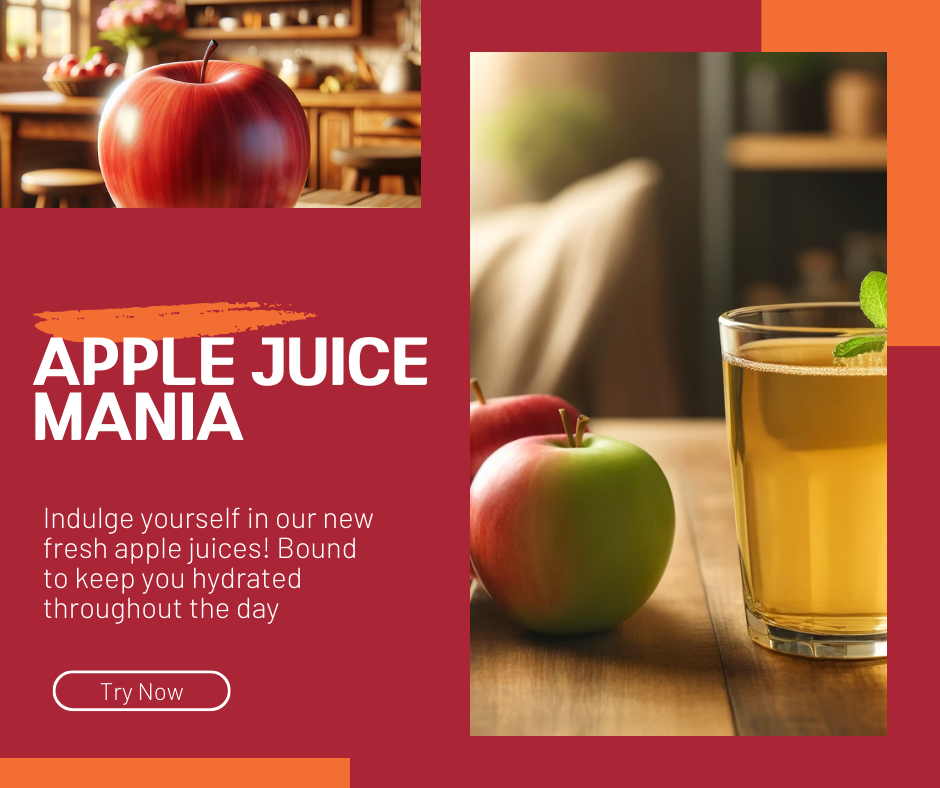 APPLE JUICE
MANIA
Indulge yourself in our new
fresh apple juices! Bound
to keep you hydrated
throughout the day
Try Now